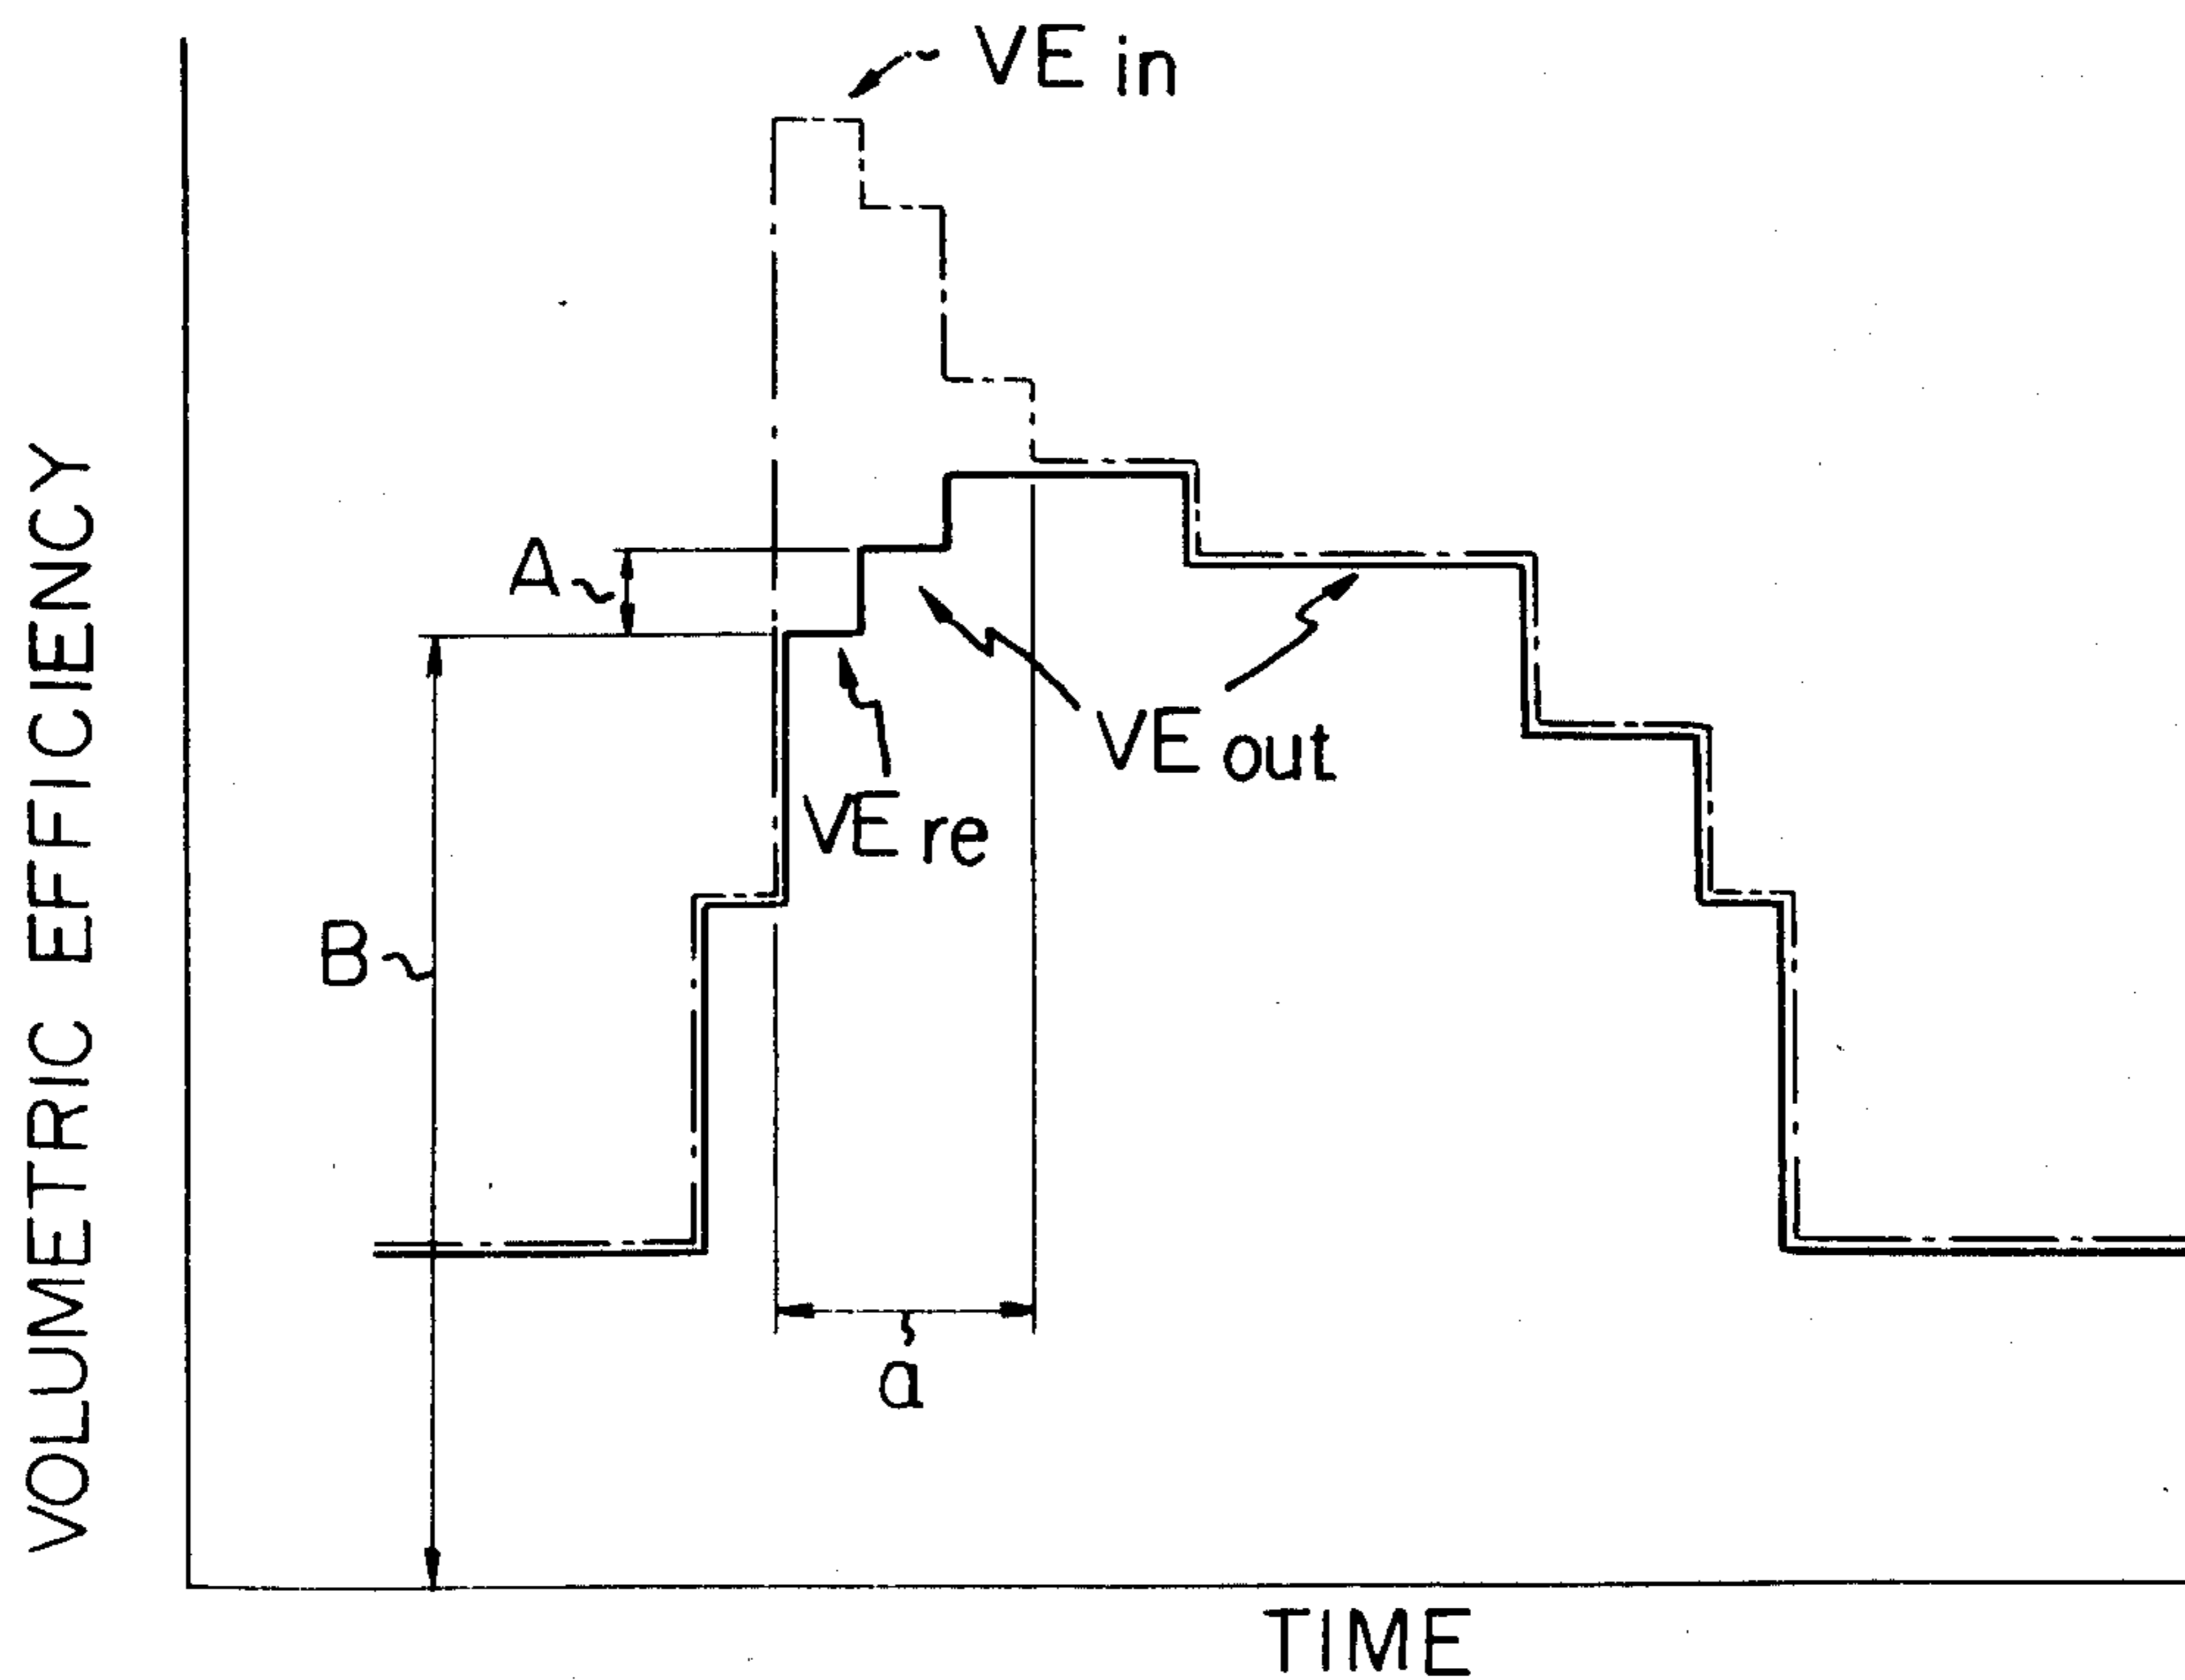 VE in
A
VE out
VE re
B
a
VOLUMETRIC EFFICIENCY
TIME